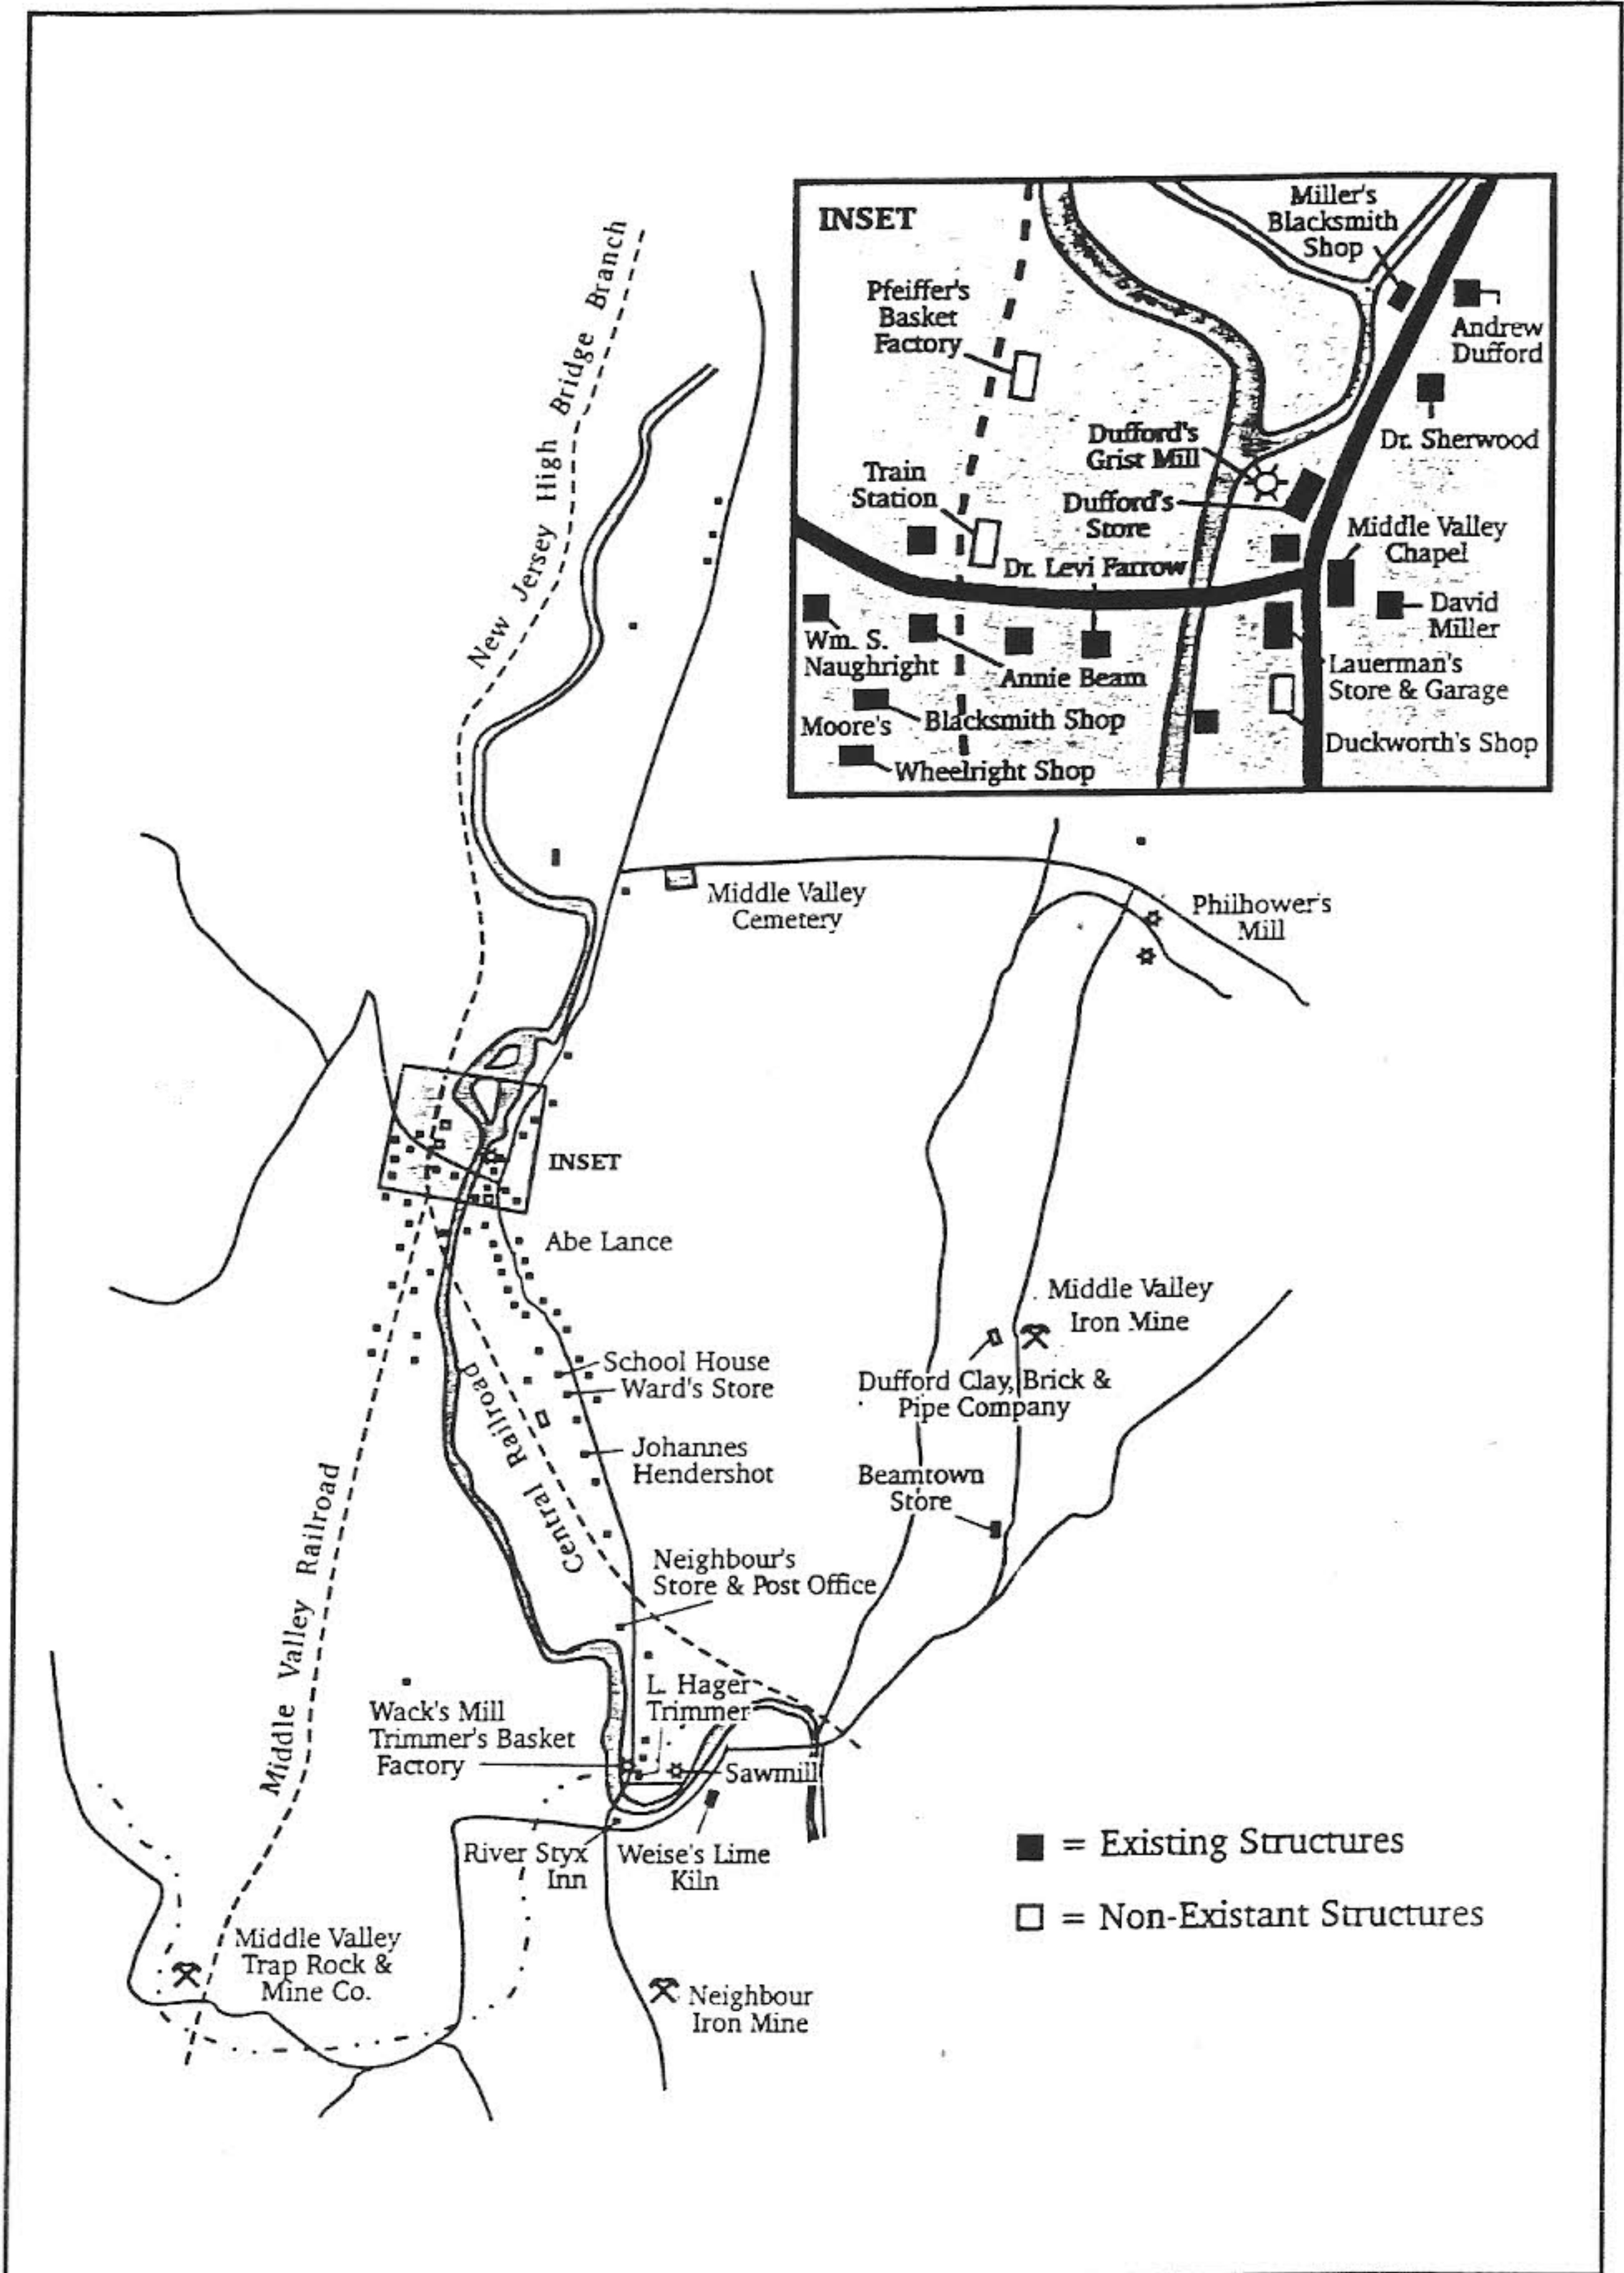 INSET
Miller's
Blacksmith
Shop
Pfeiffer's
Basket
Factory
Andrew
Dufford
Dufford's
Grist Mill
Dr. Sherwood
Train
Station
Dufford's
Store
Middle Valley
Chapel
Dr. Levi Farrow
David
Miller
Wm. S.
Naughright
Annie Beam
Lauerman's
Store & Garage
Moore's
Blacksmith Shop
Duckworth's Shop
Wheelright Shop
New Jersey High Bridge Branch
Middle Valley
Cemetery
Philhower's
Mill
INSET
Abe Lance
Middle Valley
Iron Mine
School House
Ward's Store
Dufford Clay, Brick &
Pipe Company
Central Railroad
Johannes
Hendershot
Beamtown
Store
Middle Valley Railroad
Neighbour's
Store & Post Office
L. Hager
Trimmer
Wack's Mill
Trimmer's Basket
Factory
Sawmill
River Styx
Inn
Weise's Lime
Kiln
= Existing Structures
= Non-Existant Structures
Middle Valley
Trap Rock &
Mine Co.
Neighbour
Iron Mine